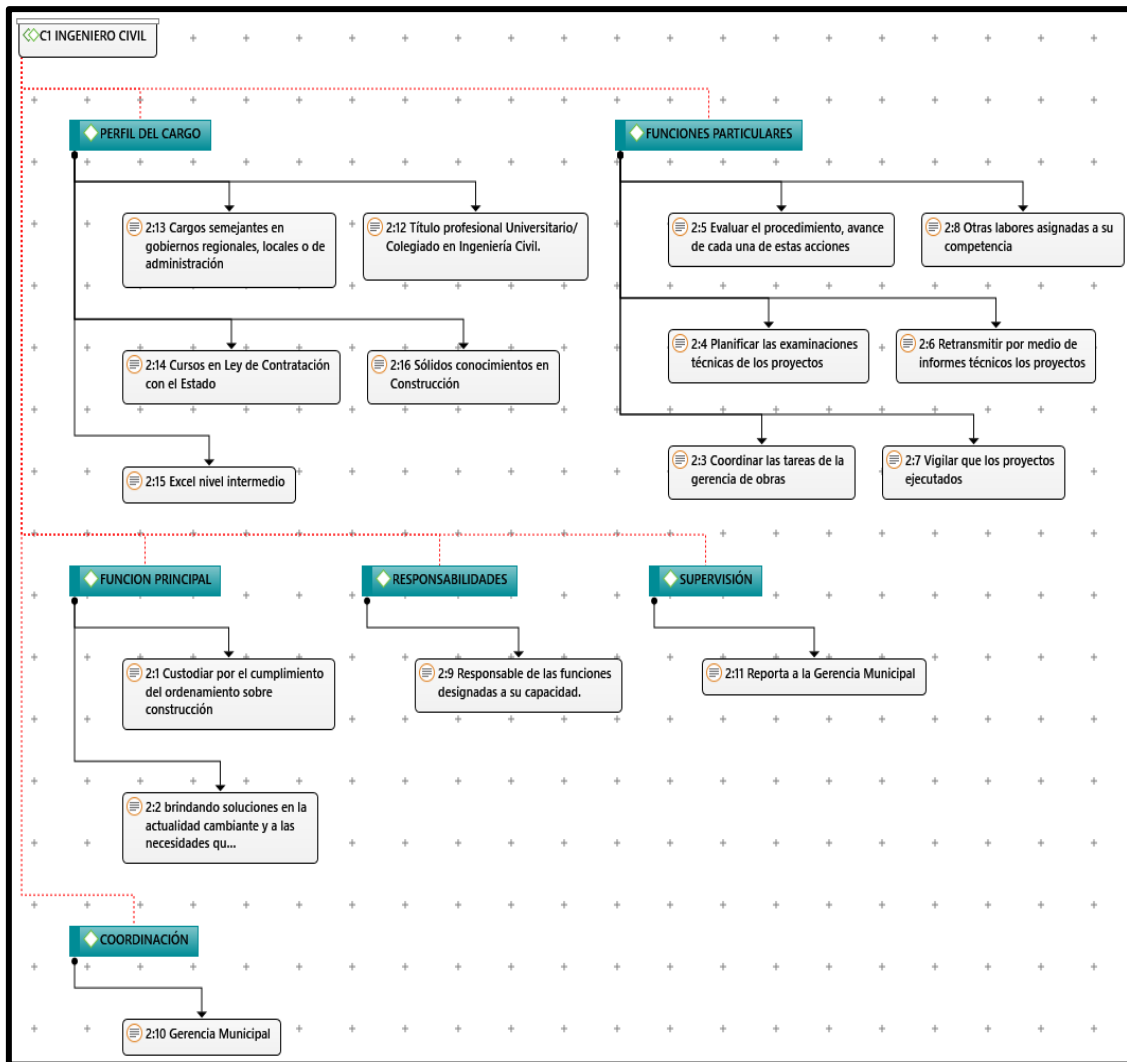 C1 INGENIERO CIVIL
PERFIL DEL CARGO
2:13 Cargos semejantes en
gobiernos regionales, locales o de
administración
2:12 Título profesional Universitario/
Colegiado en Ingeniería Civil.
2:14 Cursos en Ley de Contratación
con el Estado
2:16 Sólidos conocimientos en
Construcción
2:15 Excel nivel intermedio
FUNCIONES PARTICULARES
2:5 Evaluar el procedimiento, avance
de cada una de estas acciones
2:8 Otras labores asignadas a su
competencia
2:4 Planificar las examinaciones
técnicas de los proyectos
2:6 Retransmitir por medio de
informes técnicos los proyectos
2:3 Coordinar las tareas de la
gerencia de obras
2:7 Vigilar que los proyectos
ejecutados
FUNCION PRINCIPAL
2:1 Custodiar por el cumplimiento
del ordenamiento sobre
construcción
2:2 brindando soluciones en la
actualidad cambiante y a las
necesidades qu...
RESPONSABILIDADES
2:9 Responsable de las funciones
designadas a su capacidad.
SUPERVISIÓN
2:11 Reporta a la Gerencia Municipal
COORDINACIÓN
2:10 Gerencia Municipal